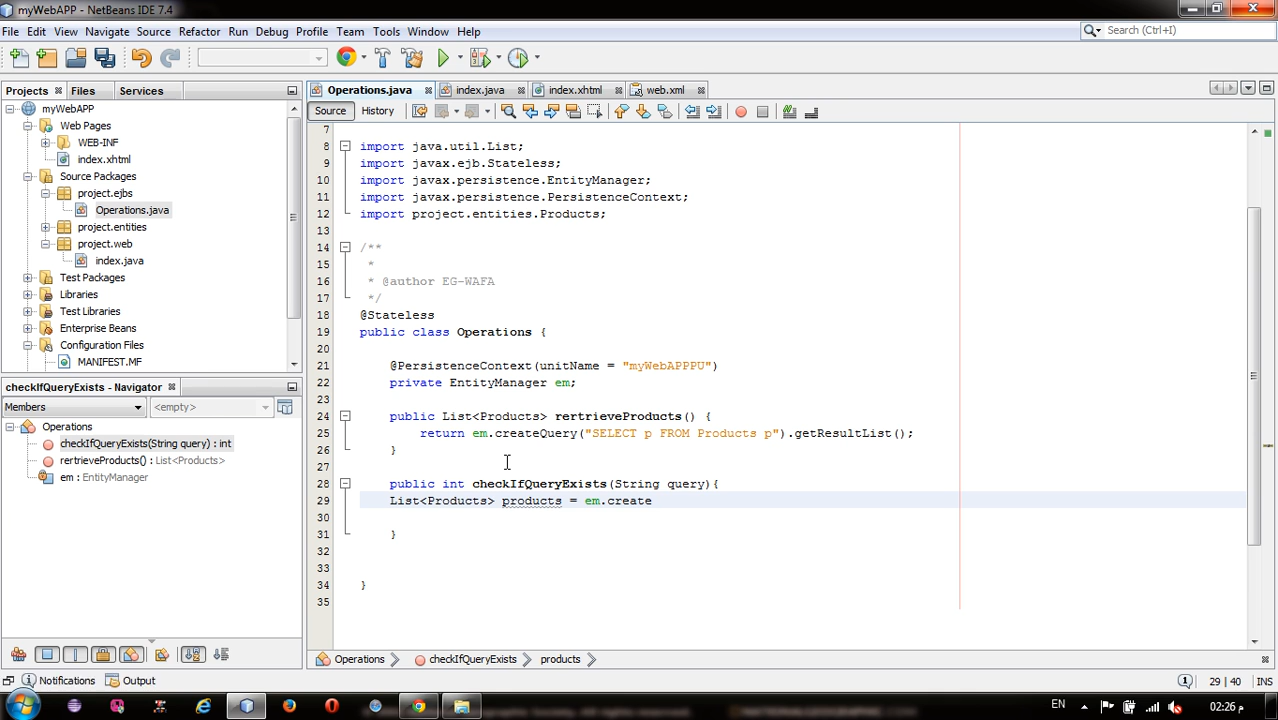 myWebAPP - NetBeans IDE 7.4
File Edit View Navigate Source Refactor Run Debug Profile Team Tools Window Help
Search (Ctrl+I)
Projects Files Services
Operations.java index.java index.xhtml web.xml
Source History
myWebAPP
Web Pages
WEB-INF
index.xhtml
Source Packages
project.ejbs
Operations.java
project.entities
project.web
index.java
Test Packages
Libraries
Test Libraries
Enterprise Beans
Configuration Files
MANIFEST.MF
checkIfQueryExists - Navigator
Members <empty>
Operations
checkIfQueryExists(String query) : int
rertrieveProducts() : List<Products>
em : EntityManager
7
8 import java.util.List;
9 import javax.ejb.Stateless;
10 import javax.persistence.EntityManager;
11 import javax.persistence.PersistenceContext;
12 import project.entities.Products;
13
14 /**
15 *
16 * @author EG-WAFA
17 */
18 @Stateless
19 public class Operations {
20
21 @PersistenceContext(unitName = "myWebAPPPU")
22 private EntityManager em;
23
24 public List<Products> rertrieveProducts() {
25 return em.createQuery("SELECT p FROM Products p").getResultList();
26 }
27
28 public int checkIfQueryExists(String query){
29 List<Products> products = em.create
30
31 }
32
33
34 }
35
Operations checkIfQueryExists products
Notifications Output
29 | 40 INS
EN
02:26 م